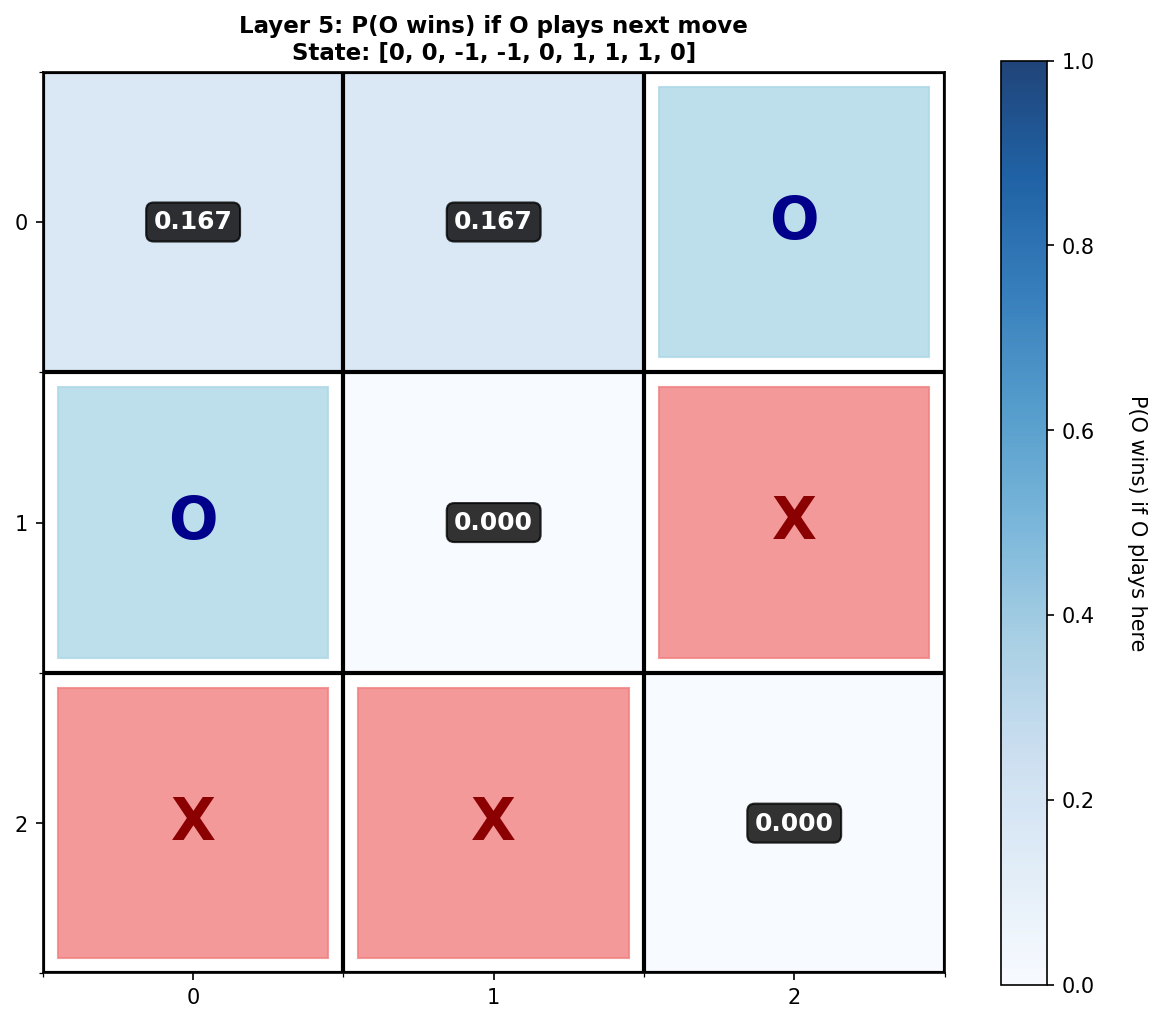 Layer 5: P(O wins) if O plays next move
State: [0, 0, -1, -1, 0, 1, 1, 1, 0]
0
0.167
0.167
O
1
O
0.000
X
2
X
X
0.000
0
1
2
1.0
0.8
0.6
0.4
0.2
0.0
P(O wins) if O plays here